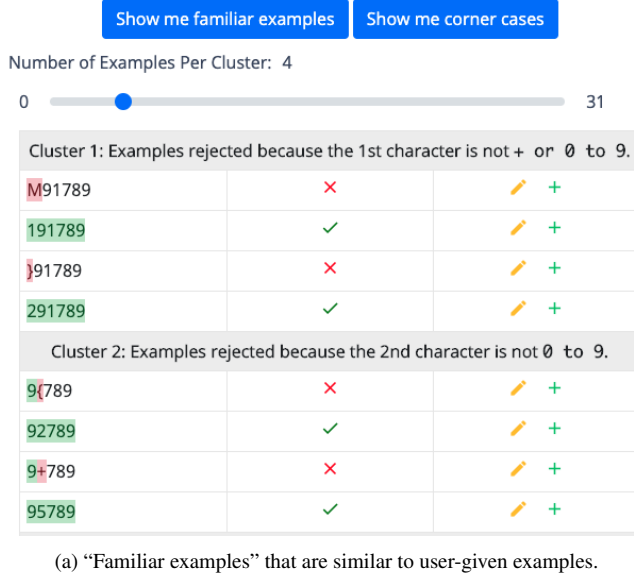 Show me familiar examples Show me corner cases
Number of Examples Per Cluster: 4
0 31
Cluster 1: Examples rejected because the 1st character is not + or 0 to 9.
M91789
191789
}91789
291789
Cluster 2: Examples rejected because the 2nd character is not 0 to 9.
9{789
92789
9+789
95789
(a) “Familiar examples” that are similar to user-given examples.